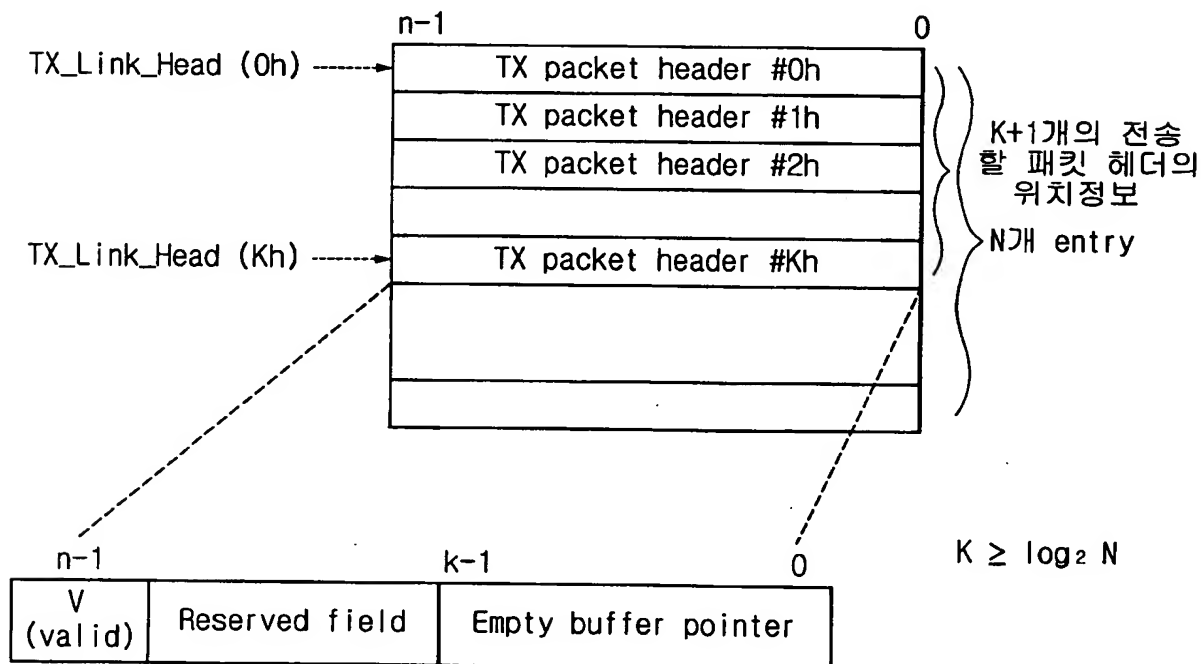 n-1 0
TX_Link_Head (0h)
TX packet header #0h
TX packet header #1h
TX packet header #2h
K+1개의 전송
할 패킷 헤더의
위치정보
TX_Link_Head (Kh)
TX packet header #Kh
N개 entry
n-1 k-1 0
K ≥ log₂ N
V
(valid)
Reserved field
Empty buffer pointer